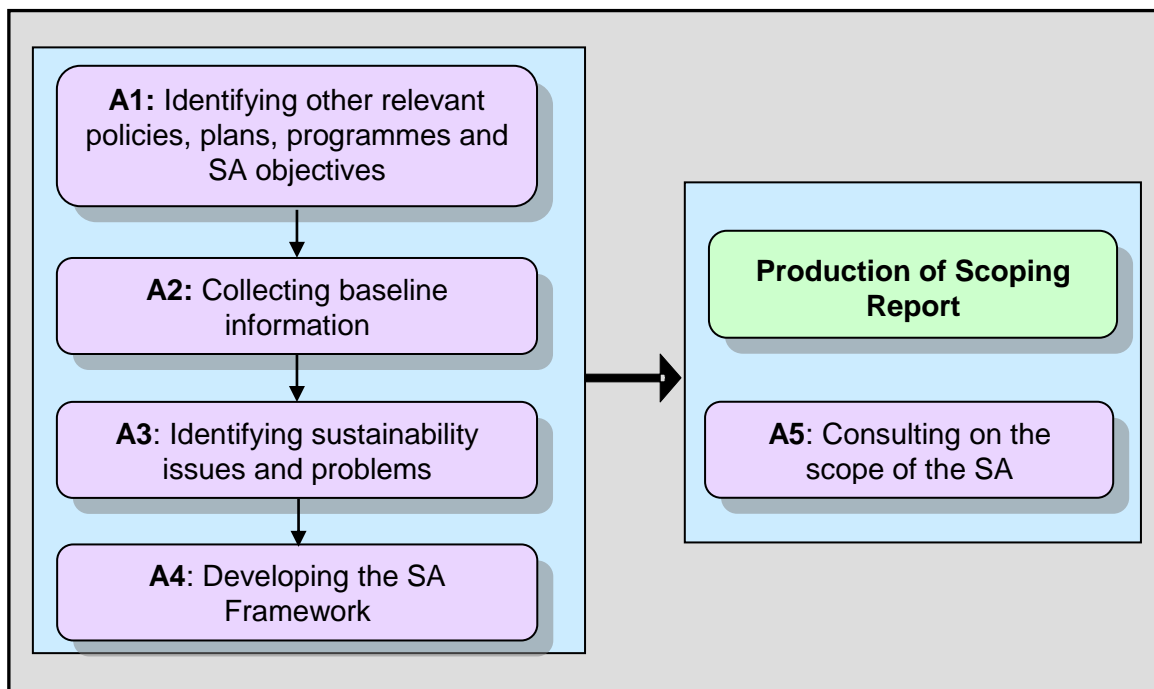 A1: Identifying other relevant
policies, plans, programmes and
SA objectives
A2: Collecting baseline
information
A3: Identifying sustainability
issues and problems
A4: Developing the SA
Framework
Production of Scoping
Report
A5: Consulting on the
scope of the SA